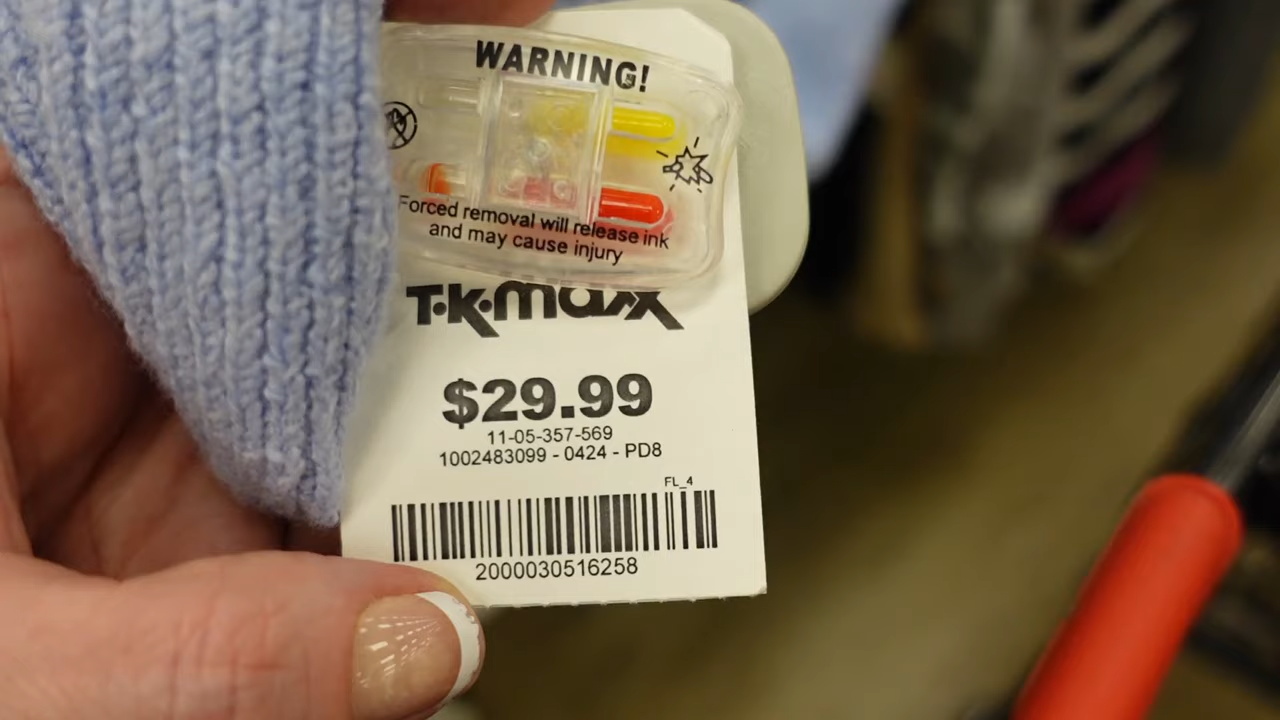 WARNING!
Forced removal will release ink
and may cause injury
T·K·maxx
$29.99
11-05-357-569
1002483099 - 0424 - PD8
FL_4
2000030516258